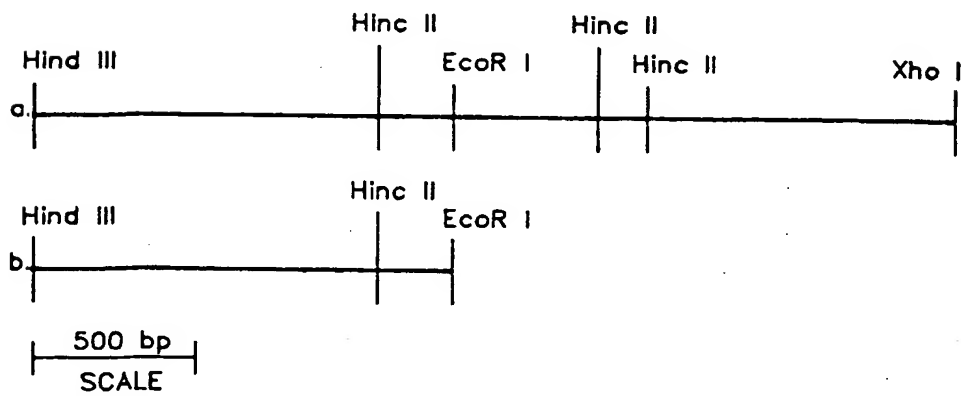 Hinc II
Hinc II
Hind III
EcoR I
Hinc II
Xho I
a.
Hinc II
Hind III
EcoR I
b.
500 bp
SCALE